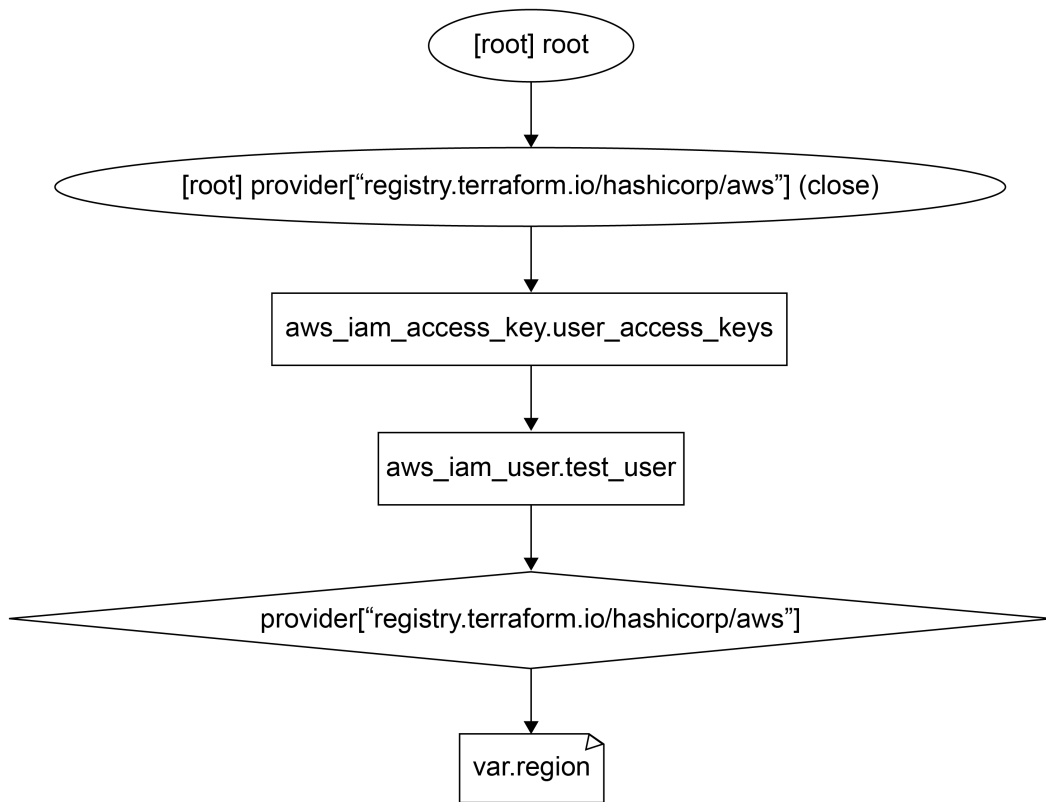 [root] root
[root] provider[“registry.terraform.io/hashicorp/aws”] (close)
aws_iam_access_key.user_access_keys
aws_iam_user.test_user
provider[“registry.terraform.io/hashicorp/aws”]
var.region